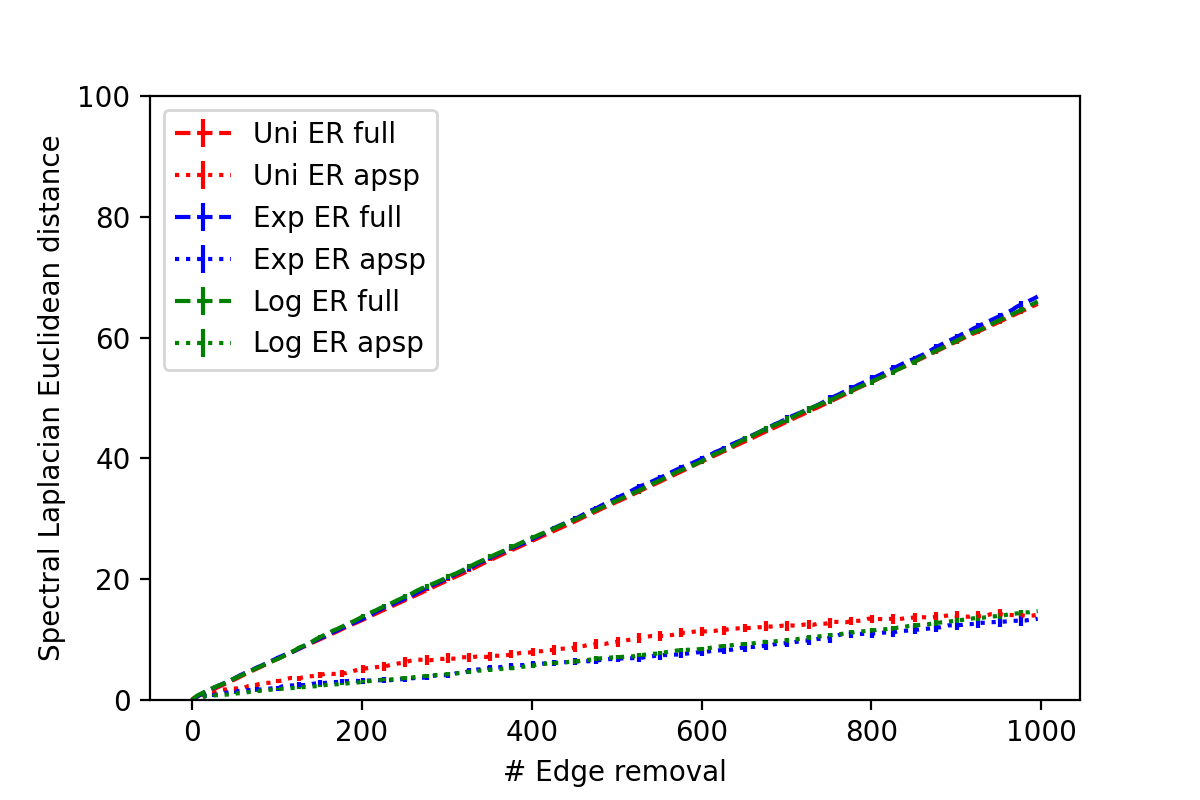 100
80
60
40
20
0
Spectral Laplacian Euclidean distance
Uni ER full
Uni ER apsp
Exp ER full
Exp ER apsp
Log ER full
Log ER apsp
0 200 400 600 800 1000
# Edge removal